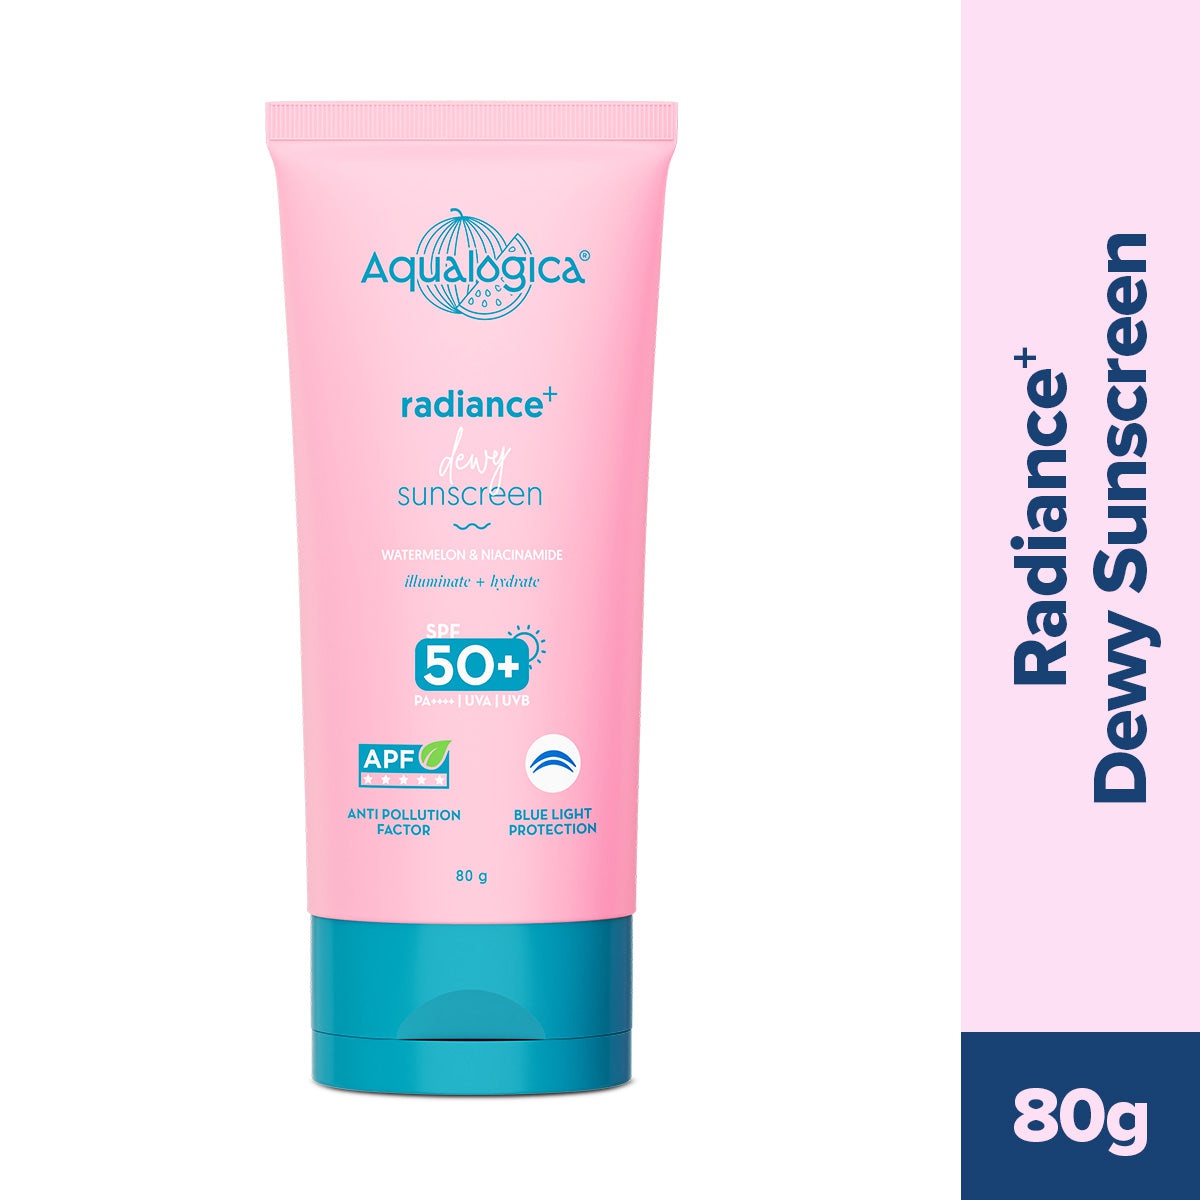 Aqualogica®
radiance+
dewy
sunscreen
WATERMELON & NIACINAMIDE
illuminate + hydrate
SPF
50+
PA++++ | UVA | UVB
APF
ANTI POLLUTION
FACTOR
BLUE LIGHT
PROTECTION
80 g
Radiance+
Dewy Sunscreen
80g